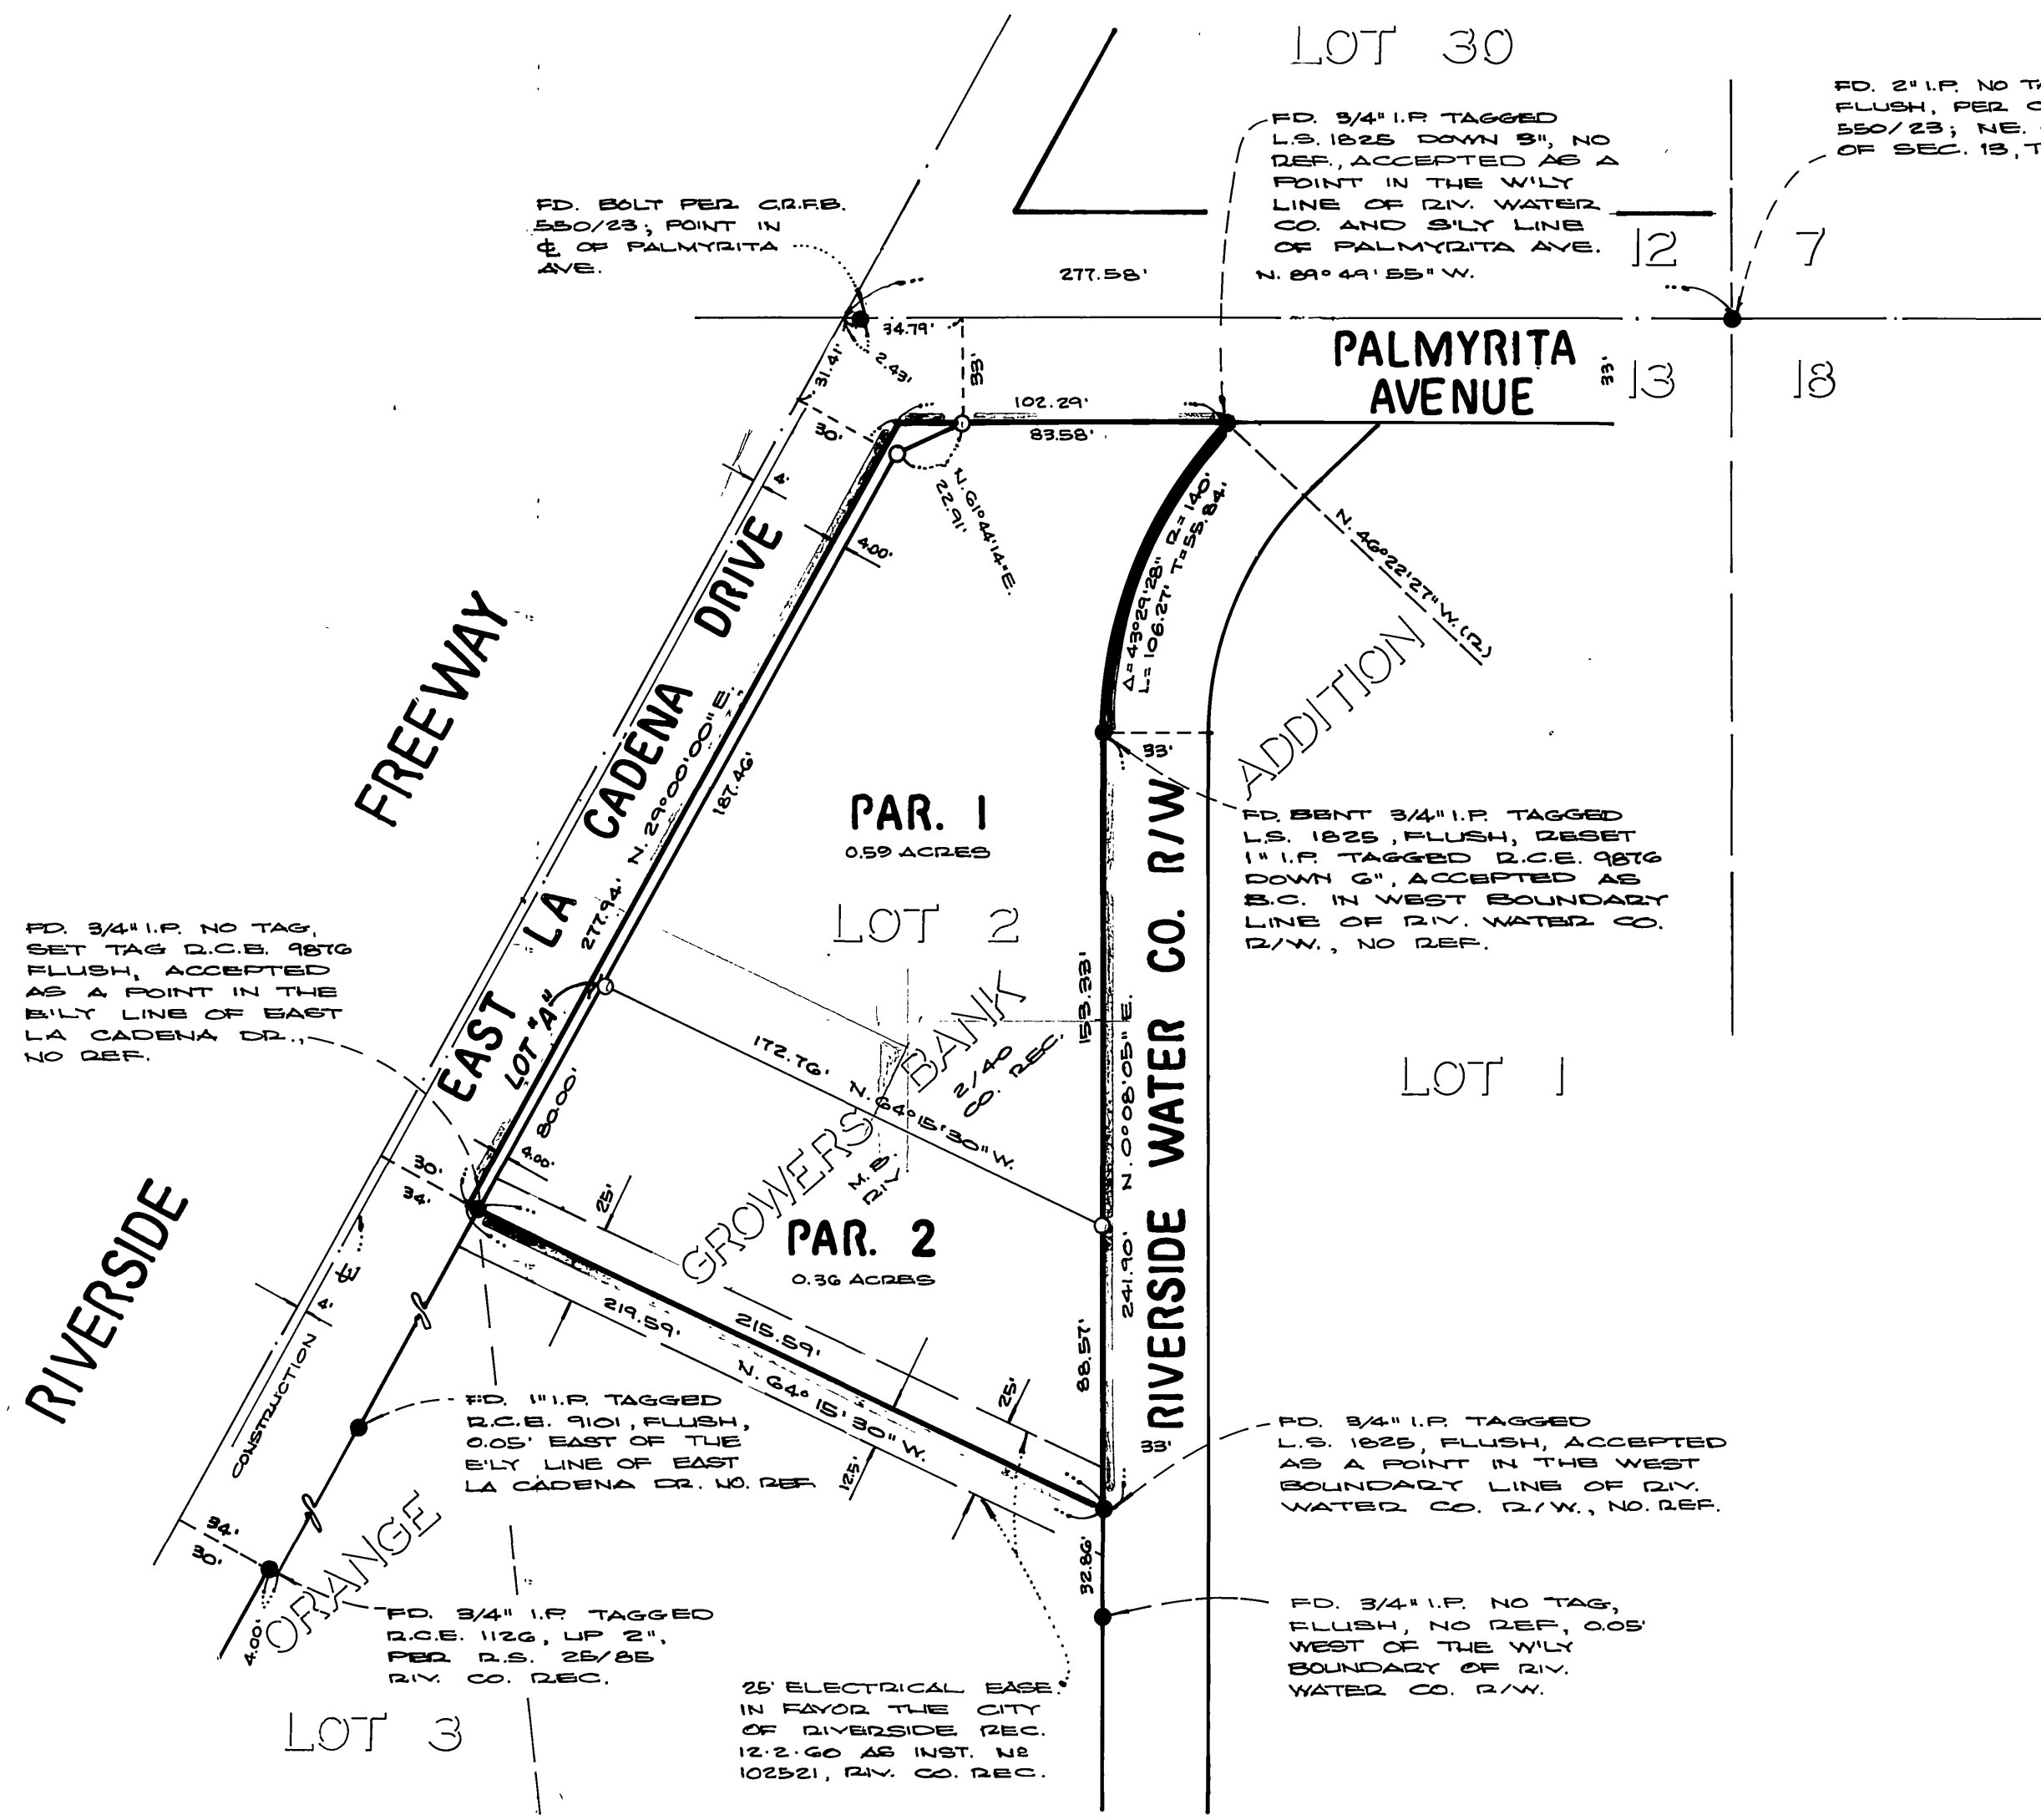 LOT 30
FD. 2" I.P. NO
FLUSH, PER
550/23; NE.
OF SEC. 13,
FD. 3/4" I.P. TAGGED
L.S. 1825 DOWN 3", NO
REF., ACCEPTED AS A
POINT IN THE W'LY
LINE OF RIV. WATER
CO. AND S'LY LINE
OF PALMYRITA AVE.
N. 89° 49' 55" W.
FD. BOLT PER C.R.F.B.
550/23; POINT IN
℄ OF PALMYRITA
AVE.
277.58'
12
7
34.79'
2.43'
31.41'
33'
PALMYRITA
AVENUE
33'
13
18
102.29'
83.58'
30'
N. 61° 44' 14" E.
22.91'
4'
4.00'
Δ = 43° 29' 28" R = 140'
L = 106.27' T = 55.84'
N. 46° 22' 27" W. (R)
FREEWAY
RIVERSIDE
EAST LA CADENA DRIVE
N. 29° 00' 00" E.
277.94'
187.46'
LOT "A"
80.00'
4.00'
PAR. 1
0.59 ACRES
LOT 2
33'
ADDITION
FD. BENT 3/4" I.P. TAGGED
L.S. 1825, FLUSH, RESET
1" I.P. TAGGED R.C.E. 9876
DOWN 6", ACCEPTED AS
B.C. IN WEST BOUNDARY
LINE OF RIV. WATER CO.
R/W., NO REF.
FD. 3/4" I.P. NO TAG,
SET TAG R.C.E. 9876
FLUSH, ACCEPTED
AS A POINT IN THE
E'LY LINE OF EAST
LA CADENA DR.,
NO REF.
153.33'
N. 0° 08' 05" E.
241.90'
88.57'
RIVERSIDE WATER CO. R/W
LOT 1
172.76'
N. 64° 15' 30" W.
GROWERS BANK
M. B. 2/40
RIV. CO. REC.
30'
34'
25'
PAR. 2
0.36 ACRES
219.59'
215.59'
N. 64° 15' 30" W.
25'
12.5'
33'
℄
4'
CONSTRUCTION
FD. 1" I.P. TAGGED
R.C.E. 9101, FLUSH,
0.05' EAST OF THE
E'LY LINE OF EAST
LA CADENA DR. NO. REF
FD. 3/4" I.P. TAGGED
L.S. 1825, FLUSH, ACCEPTED
AS A POINT IN THE WEST
BOUNDARY LINE OF RIV.
WATER CO. R/W., NO. REF.
34'
30'
4.00'
ORANGE
32.86'
FD. 3/4" I.P. TAGGED
R.C.E. 1126, UP 2",
PER R.S. 25/85
RIV. CO. REC.
FD. 3/4" I.P. NO TAG,
FLUSH, NO REF, 0.05'
WEST OF THE W'LY
BOUNDARY OF RIV.
WATER CO. R/W.
25' ELECTRICAL EASE.
IN FAVOR THE CITY
OF RIVERSIDE REC.
12·2·60 AS INST. Nº
102521, RIV. CO. REC.
LOT 3